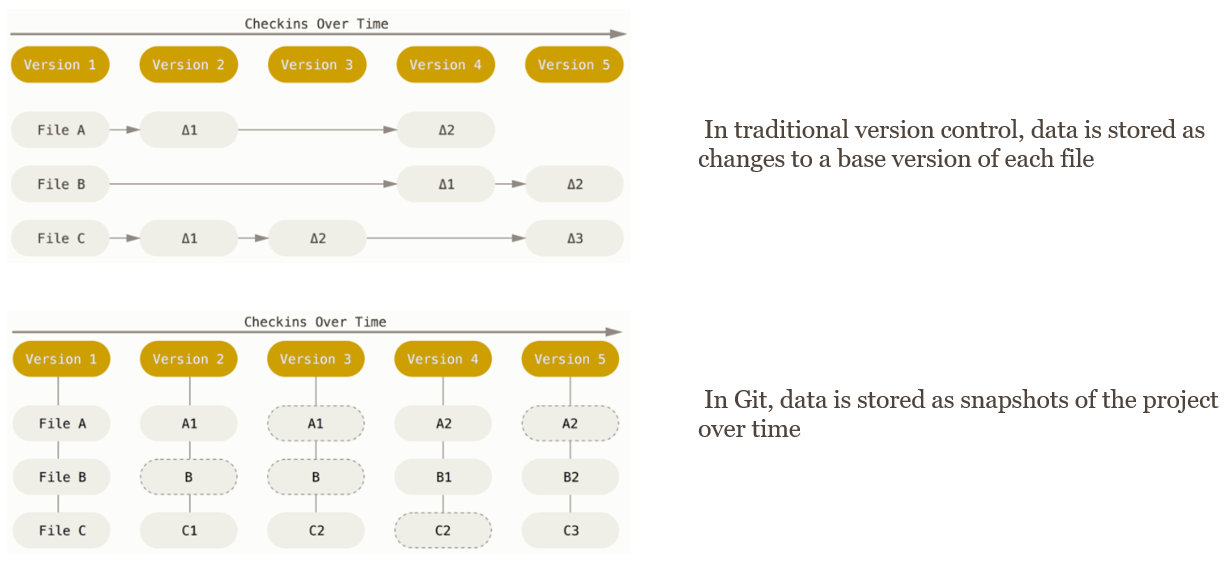 Checkins Over Time
Version 1 Version 2 Version 3 Version 4 Version 5
File A Δ1 Δ2
File B Δ1 Δ2
File C Δ1 Δ2 Δ3
In traditional version control, data is stored as
changes to a base version of each file
Checkins Over Time
Version 1 Version 2 Version 3 Version 4 Version 5
File A A1 A1 A2 A2
File B B B B1 B2
File C C1 C2 C2 C3
In Git, data is stored as snapshots of the project
over time